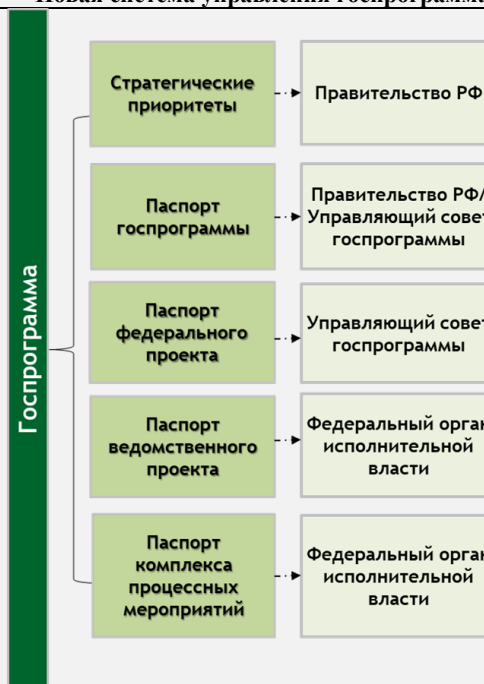 Новая система управления госпрограмма
Госпрограмма
Стратегические
приоритеты
Правительство РФ
Паспорт
госпрограммы
Правительство РФ/
Управляющий совет
госпрограммы
Паспорт
федерального
проекта
Управляющий совет
госпрограммы
Паспорт
ведомственного
проекта
Федеральный орган
исполнительной
власти
Паспорт
комплекса
процессных
мероприятий
Федеральный орган
исполнительной
власти